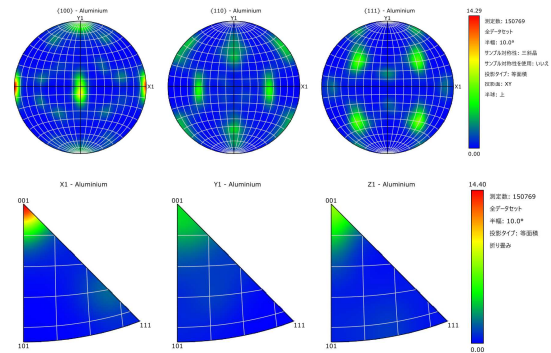 {100} - Aluminium
Y1
X1
{110} - Aluminium
Y1
X1
{111} - Aluminium
Y1
X1
14.29
0.00
測定数: 150769
全データセット
半幅: 10.0°
サンプル対称性: 三斜晶
サンプル対称性を使用: いいえ
投影タイプ: 等面積
投影面: XY
半球: 上
X1 - Aluminium
001
101
111
Y1 - Aluminium
001
101
111
Z1 - Aluminium
001
101
111
14.40
0.00
測定数: 150769
全データセット
半幅: 10.0°
投影タイプ: 等面積
折り畳み